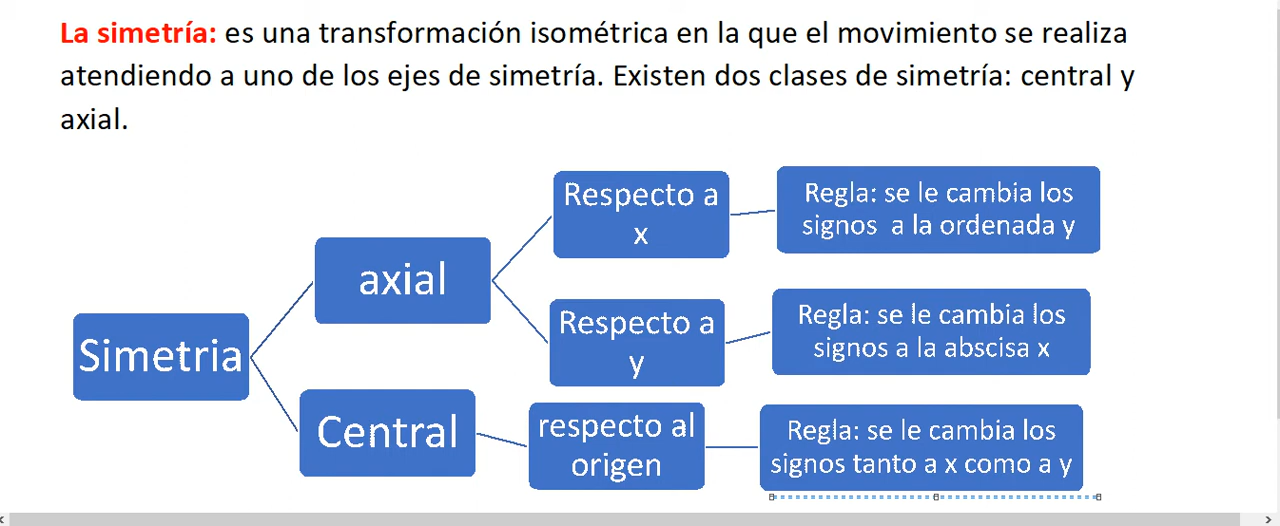 La simetría: es una transformación isométrica en la que el movimiento se realiza
atendiendo a uno de los ejes de simetría. Existen dos clases de simetría: central y
axial.
Simetria
axial
Respecto a
x
Regla: se le cambia los
signos a la ordenada y
Respecto a
y
Regla: se le cambia los
signos a la abscisa x
Central
respecto al
origen
Regla: se le cambia los
signos tanto a x como a y